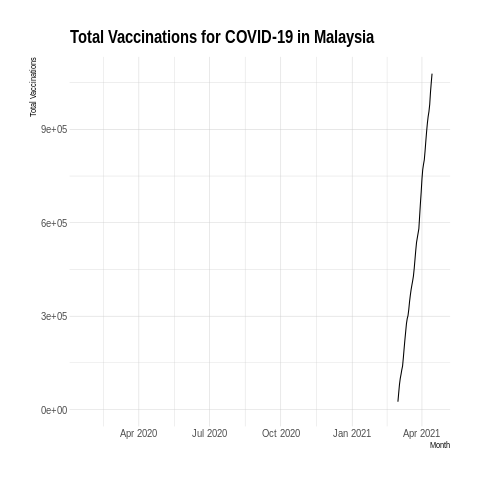 Total Vaccinations for COVID-19 in Malaysia
Total Vaccinations
9e+05
6e+05
3e+05
0e+00
Apr 2020 Jul 2020 Oct 2020 Jan 2021 Apr 2021
Month